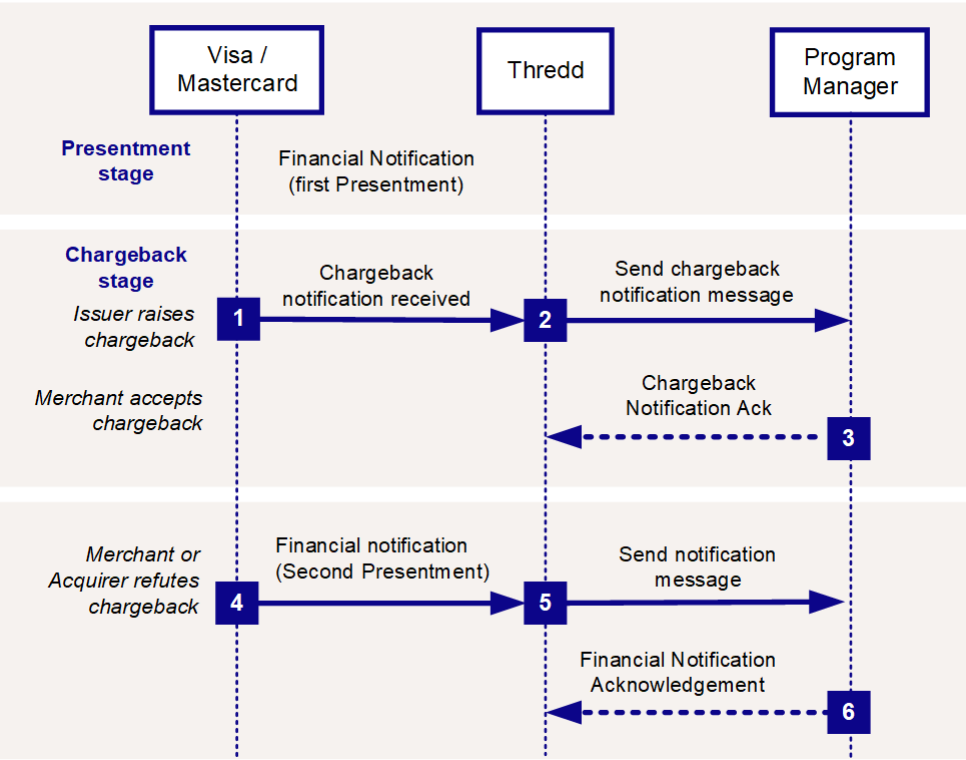 Visa /
Mastercard
Thredd
Program
Manager
Presentment
stage
Financial Notification
(first Presentment)
Chargeback
stage
Issuer raises
chargeback
Chargeback
notification received
Send chargeback
notification message
1
2
Merchant accepts
chargeback
Chargeback
Notification Ack
3
Merchant or
Acquirer refutes
chargeback
Financial notification
(Second Presentment)
Send notification
message
4
5
Financial Notification
Acknowledgement
6